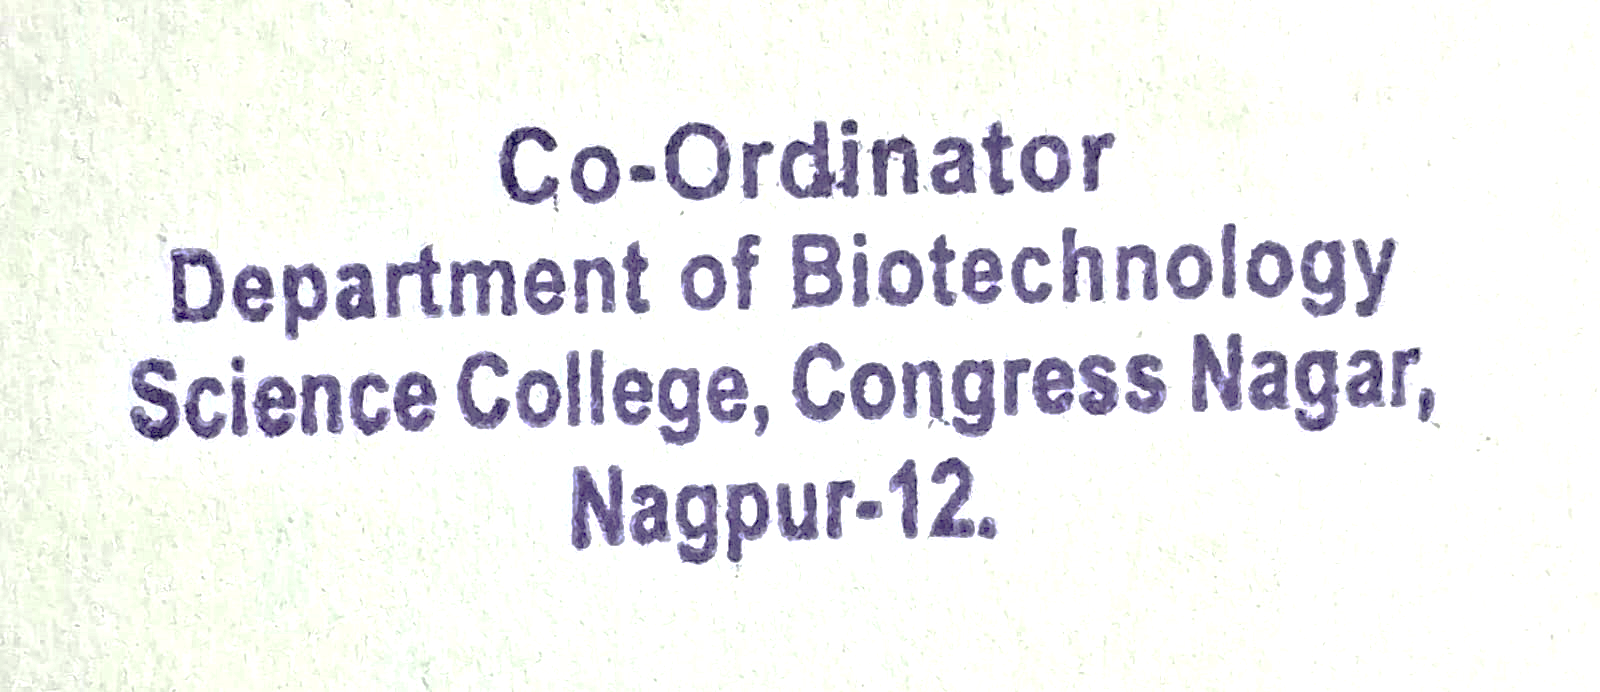 Co-Ordinator
Department of Biotechnology
Science College, Congress Nagar,
Nagpur-12.